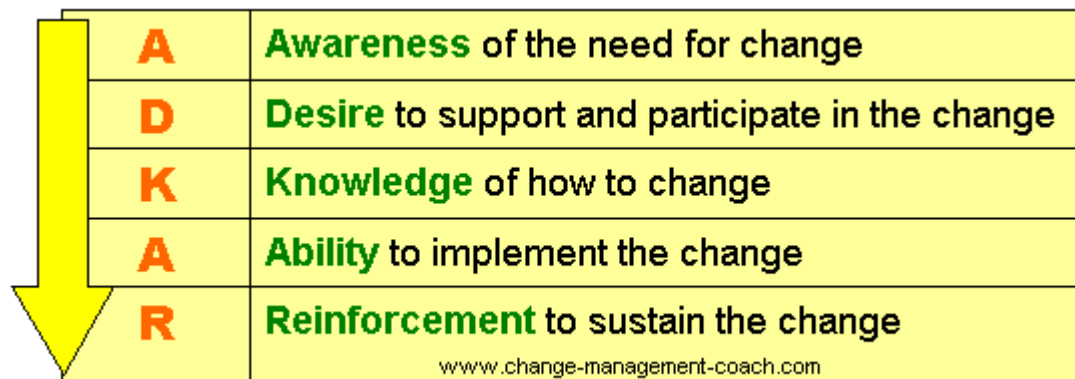 A Awareness of the need for change
D Desire to support and participate in the change
K Knowledge of how to change
A Ability to implement the change
R Reinforcement to sustain the change
www.change-management-coach.com